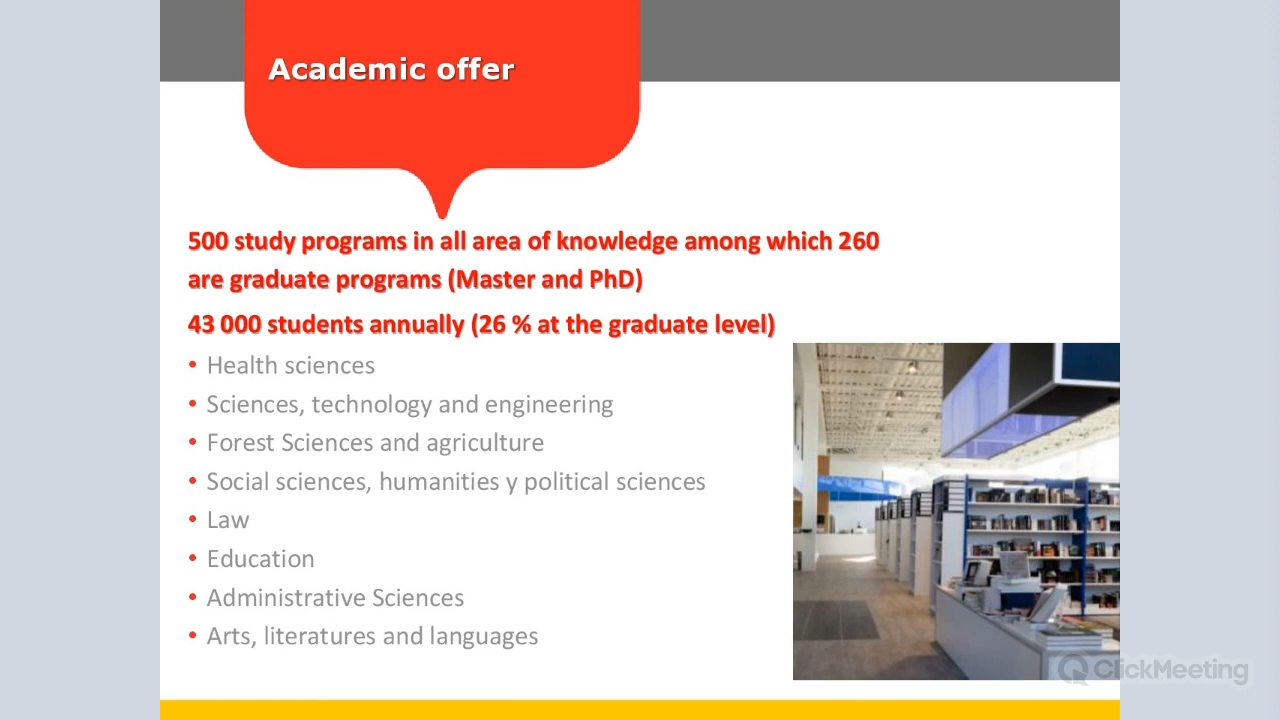 Academic offer
500 study programs in all area of knowledge among which 260
are graduate programs (Master and PhD)
43 000 students annually (26 % at the graduate level)
• Health sciences
• Sciences, technology and engineering
• Forest Sciences and agriculture
• Social sciences, humanities y political sciences
• Law
• Education
• Administrative Sciences
• Arts, literatures and languages
ClickMeeting